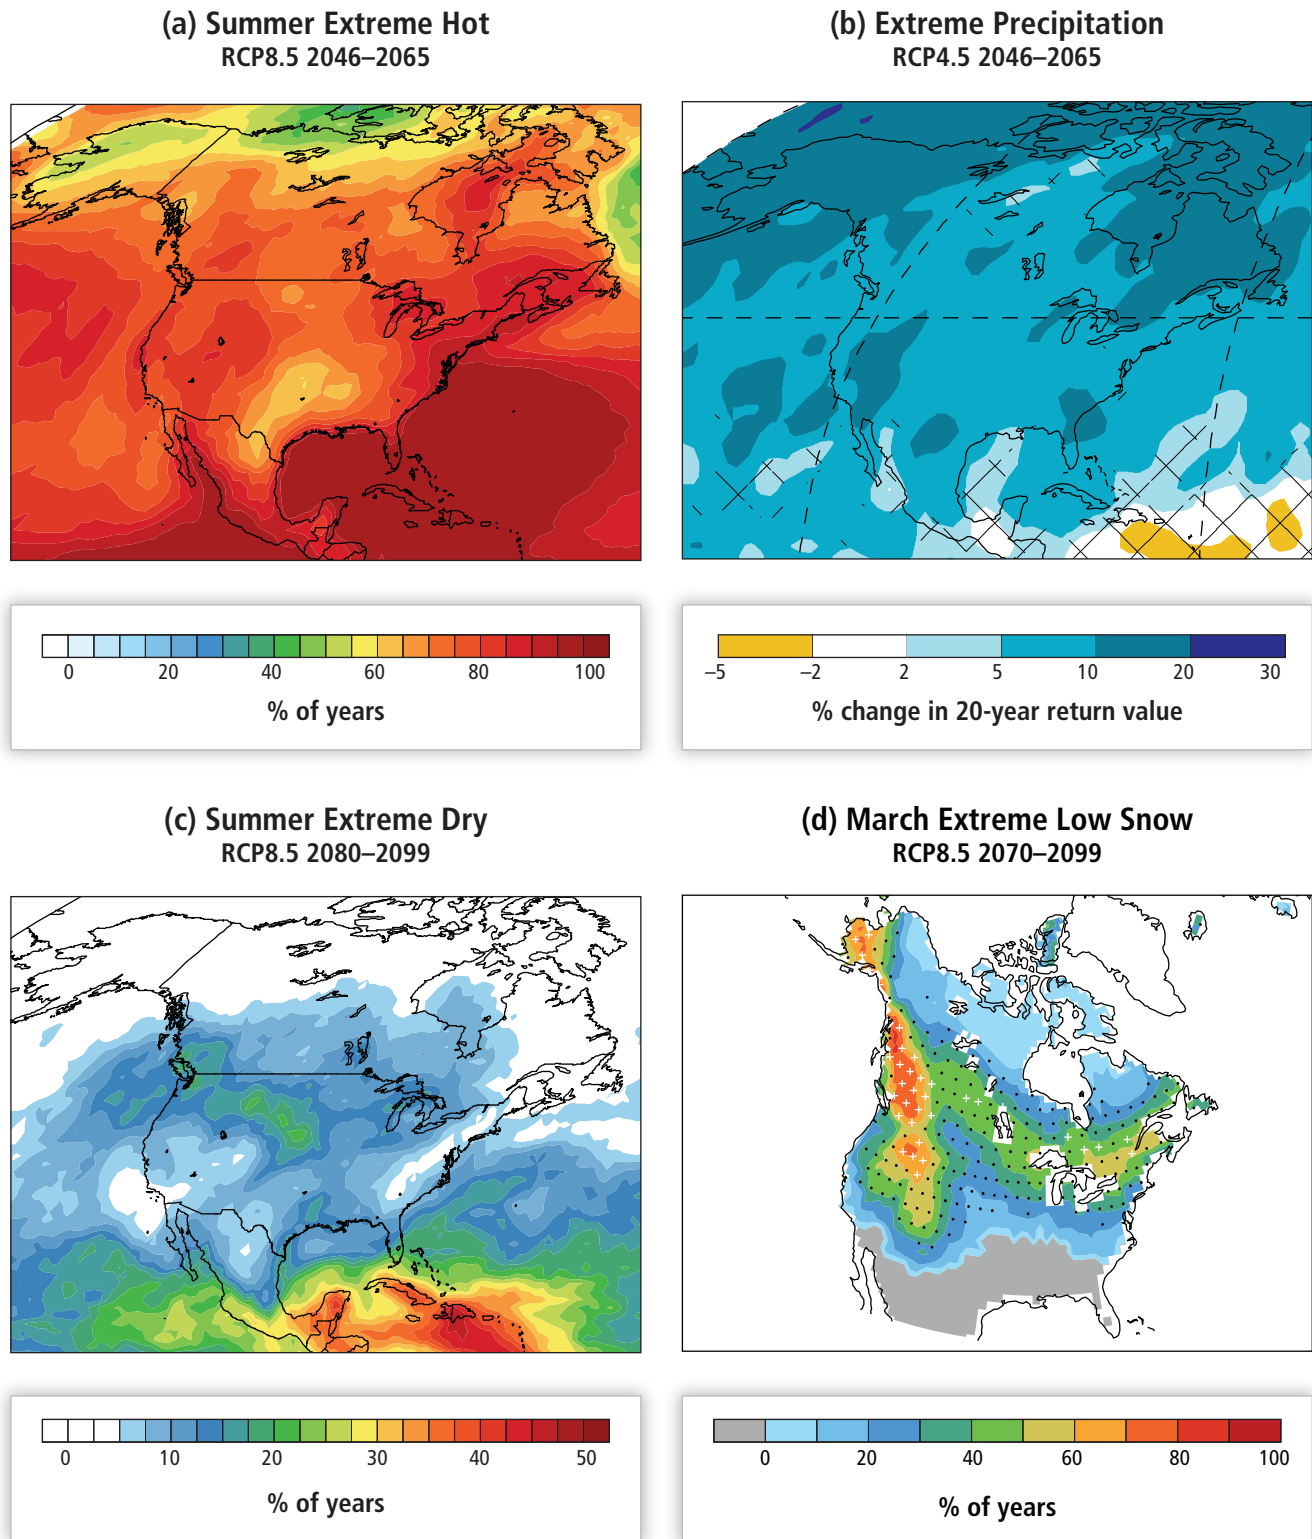 (a) Summer Extreme Hot
RCP8.5 2046–2065
(b) Extreme Precipitation
RCP4.5 2046–2065
0 20 40 60 80 100
% of years
–5 –2 2 5 10 20 30
% change in 20-year return value
(c) Summer Extreme Dry
RCP8.5 2080–2099
(d) March Extreme Low Snow
RCP8.5 2070–2099
0 10 20 30 40 50
% of years
0 20 40 60 80 100
% of years